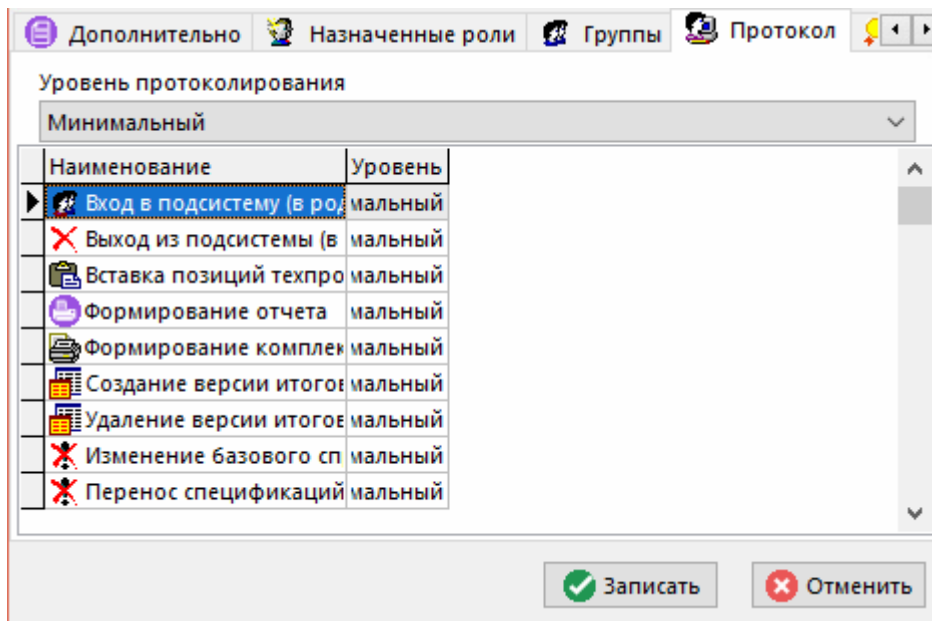 Дополнительно Назначенные роли Группы Протокол
Уровень протоколирования
Минимальный
Наименование Уровень
Вход в подсистему (в род мальный
Выход из подсистемы (в мальный
Вставка позиций техпро мальный
Формирование отчета мальный
Формирование комплек мальный
Создание версии итогов мальный
Удаление версии итогов мальный
Изменение базового сп мальный
Перенос спецификаций мальный
Записать Отменить